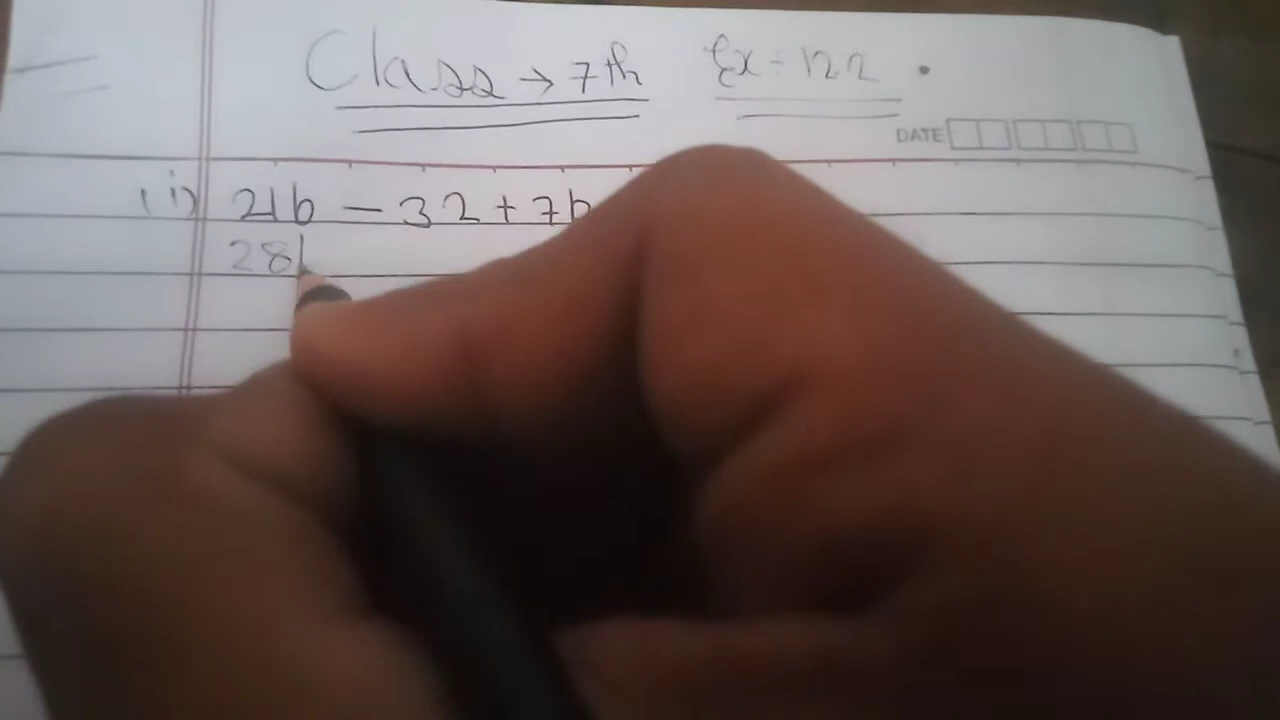 Class → 7th Ex - 12.2
DATE
(i) 21b - 32 + 7b
28b